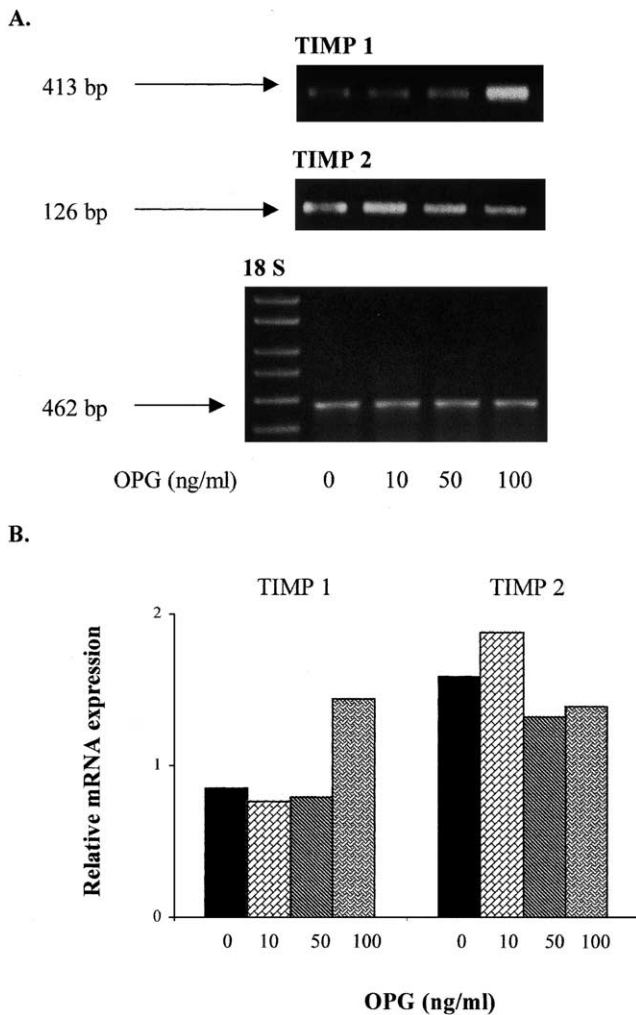 A.
TIMP 1
413 bp
TIMP 2
126 bp
18 S
462 bp
OPG (ng/ml) 0 10 50 100
B.
TIMP 1 TIMP 2
Relative mRNA expression
2
1
0
0 10 50 100 0 10 50 100
OPG (ng/ml)